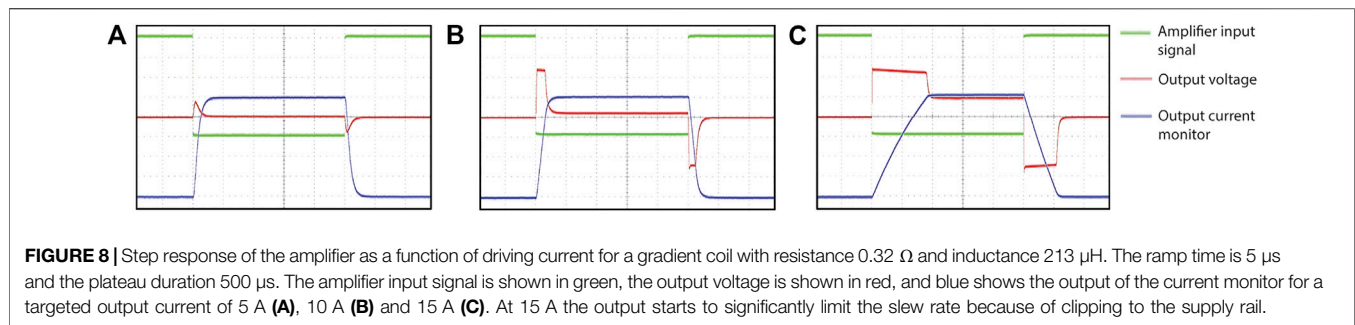 A
B
C
Amplifier input
signal
Output voltage
Output current
monitor
FIGURE 8 | Step response of the amplifier as a function of driving current for a gradient coil with resistance 0.32 Ω and inductance 213 μH. The ramp time is 5 μs
and the plateau duration 500 μs. The amplifier input signal is shown in green, the output voltage is shown in red, and blue shows the output of the current monitor for a
targeted output current of 5 A (A), 10 A (B) and 15 A (C). At 15 A the output starts to significantly limit the slew rate because of clipping to the supply rail.